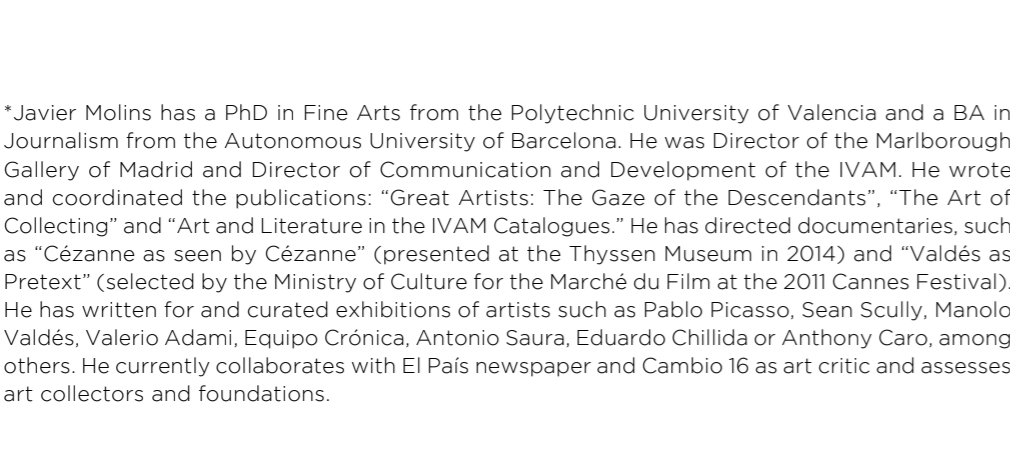 *Javier Molins has a PhD in Fine Arts from the Polytechnic University of Valencia and a BA in
Journalism from the Autonomous University of Barcelona. He was Director of the Marlborough
Gallery of Madrid and Director of Communication and Development of the IVAM. He wrote
and coordinated the publications: “Great Artists: The Gaze of the Descendants”, “The Art of
Collecting” and “Art and Literature in the IVAM Catalogues.” He has directed documentaries, such
as “Cézanne as seen by Cézanne” (presented at the Thyssen Museum in 2014) and “Valdés as
Pretext” (selected by the Ministry of Culture for the Marché du Film at the 2011 Cannes Festival).
He has written for and curated exhibitions of artists such as Pablo Picasso, Sean Scully, Manolo
Valdés, Valerio Adami, Equipo Crónica, Antonio Saura, Eduardo Chillida or Anthony Caro, among
others. He currently collaborates with El País newspaper and Cambio 16 as art critic and assesses
art collectors and foundations.